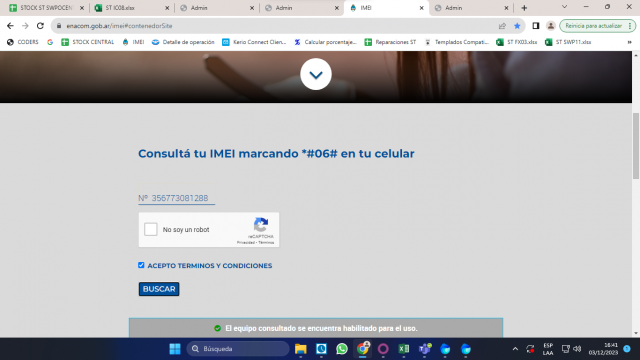 STOCK ST SWPOCEN
ST IX08.xlsx
Admin
Admin
IMEI
Admin
enacom.gob.ar/imei#contenedorSite
Reinicia para actualizar
CODERS
G
STOCK CENTRAL
IMEI
Detalle de operación
Kerio Connect Clien...
Calcular porcentaje...
Reparaciones ST
Templados Compati...
ST FX03.xlsx
ST SWP11.xlsx
»
Consultá tu IMEI marcando *#06# en tu celular
Nº 356773081288
No soy un robot
reCAPTCHA
Privacidad - Términos
ACEPTO TERMINOS Y CONDICIONES
BUSCAR
El equipo consultado se encuentra habilitado para el uso.
Búsqueda
ESP
LAA
16:41
03/12/2023